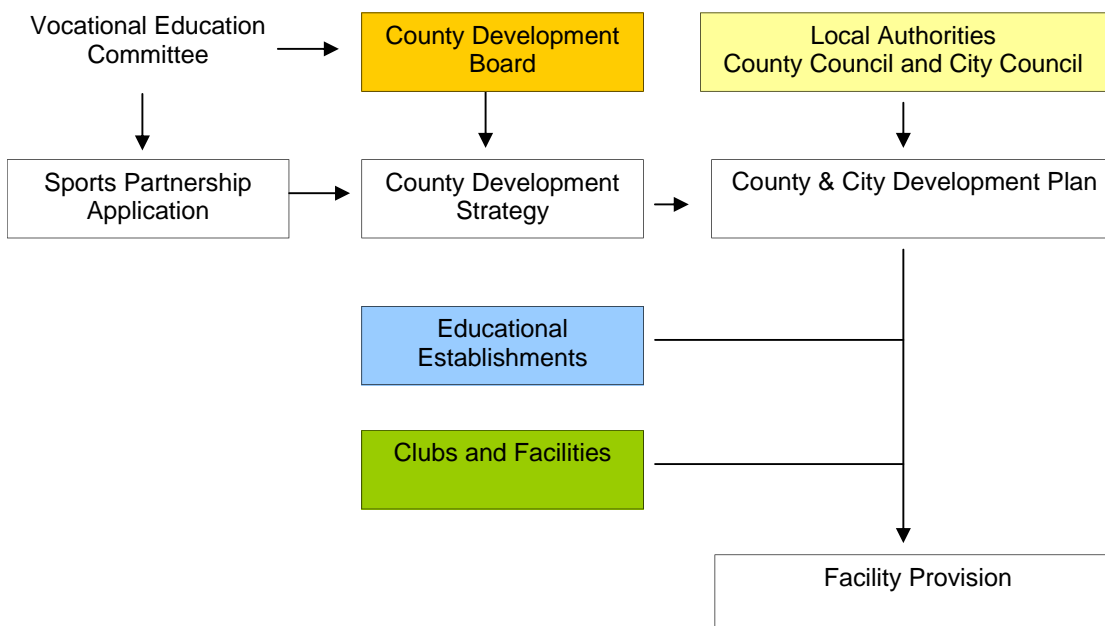 Vocational Education
Committee
County Development
Board
Local Authorities
County Council and City Council
Sports Partnership
Application
County Development
Strategy
County & City Development Plan
Educational
Establishments
Clubs and Facilities
Facility Provision